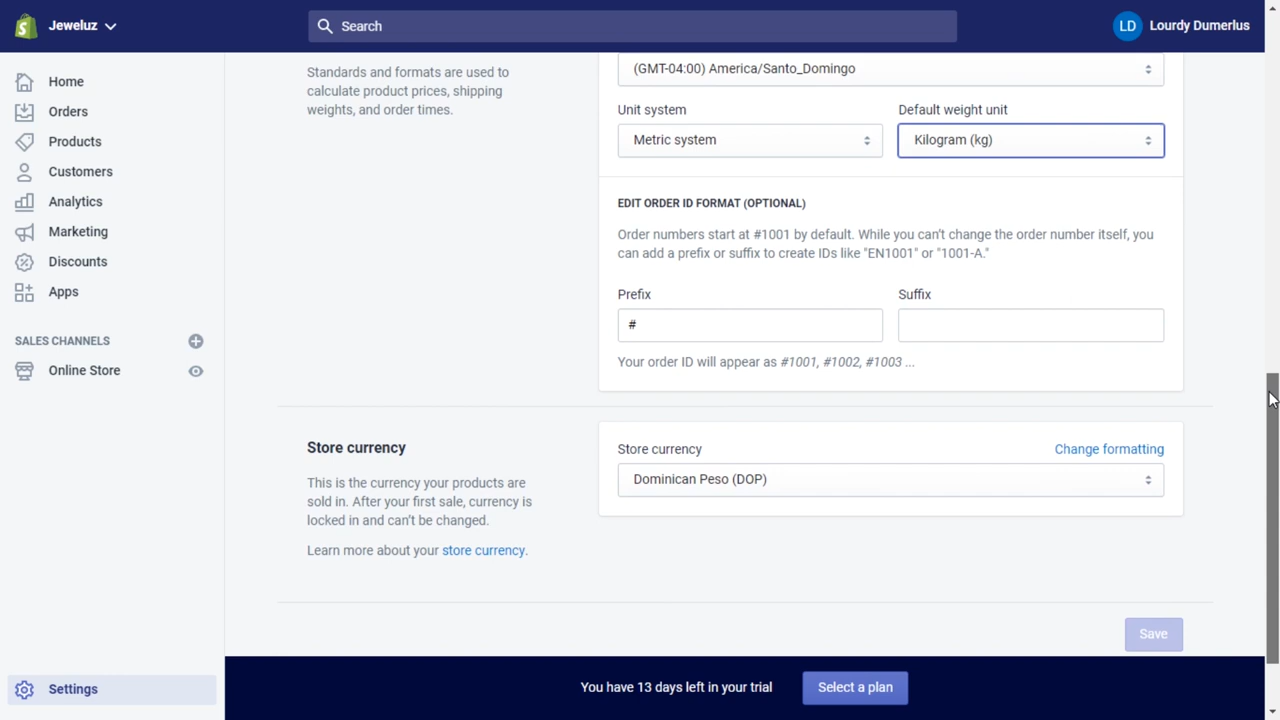 Jeweluz
Search
LD
Lourdy Dumerlus
Home
Orders
Products
Customers
Analytics
Marketing
Discounts
Apps
SALES CHANNELS
Online Store
Settings
Standards and formats are used to
calculate product prices, shipping
weights, and order times.
(GMT-04:00) America/Santo_Domingo
Unit system
Default weight unit
Metric system
Kilogram (kg)
EDIT ORDER ID FORMAT (OPTIONAL)
Order numbers start at #1001 by default. While you can't change the order number itself, you
can add a prefix or suffix to create IDs like "EN1001" or "1001-A."
Prefix
Suffix
#
Your order ID will appear as #1001, #1002, #1003 ...
Store currency
This is the currency your products are
sold in. After your first sale, currency is
locked in and can't be changed.
Learn more about your store currency.
Store currency
Change formatting
Dominican Peso (DOP)
Save
You have 13 days left in your trial
Select a plan